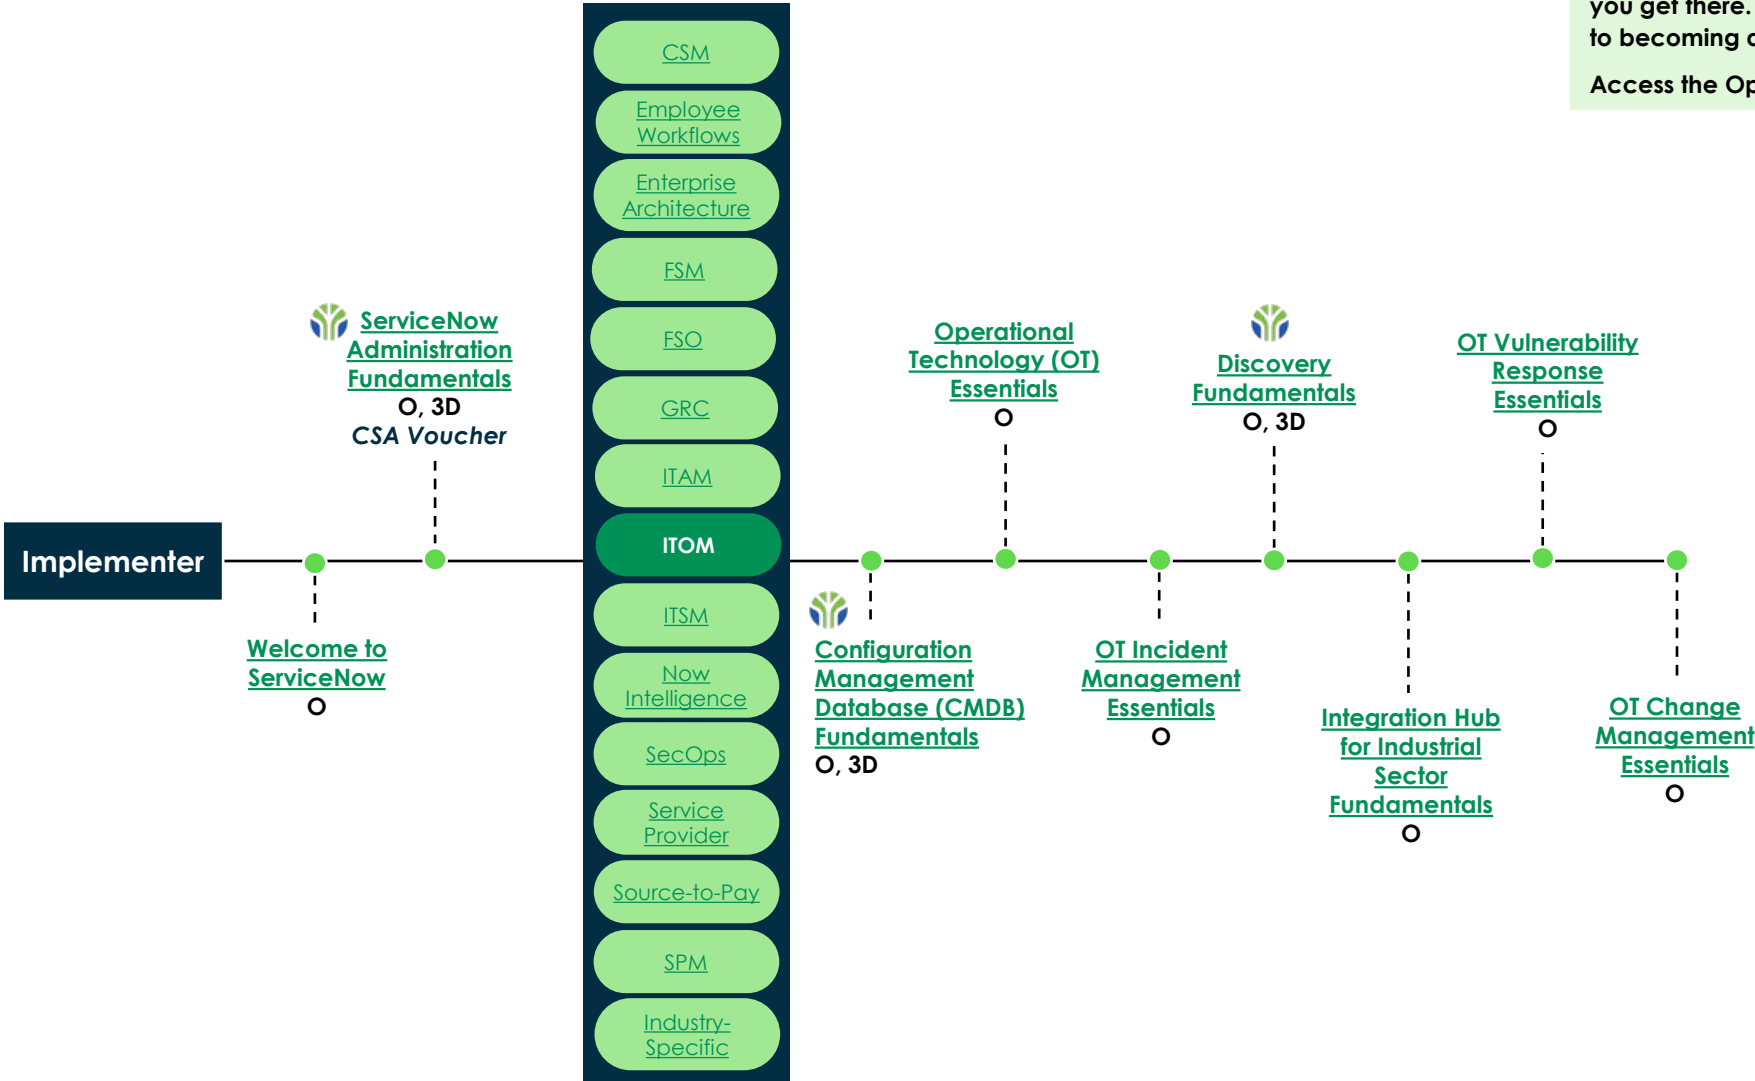 you get there.
to becoming
Access the Op
CSM
Employee
Workflows
Enterprise
Architecture
FSM
FSO
GRC
ITAM
ITOM
ITSM
Now
Intelligence
SecOps
Service
Provider
Source-to-Pay
SPM
Industry-
Specific
Implementer
ServiceNow
Administration
Fundamentals
O, 3D
CSA Voucher
Welcome to
ServiceNow
O
Configuration
Management
Database (CMDB)
Fundamentals
O, 3D
Operational
Technology (OT)
Essentials
O
OT Incident
Management
Essentials
O
Discovery
Fundamentals
O, 3D
Integration Hub
for Industrial
Sector
Fundamentals
O
OT Vulnerability
Response
Essentials
O
OT Change
Management
Essentials
O